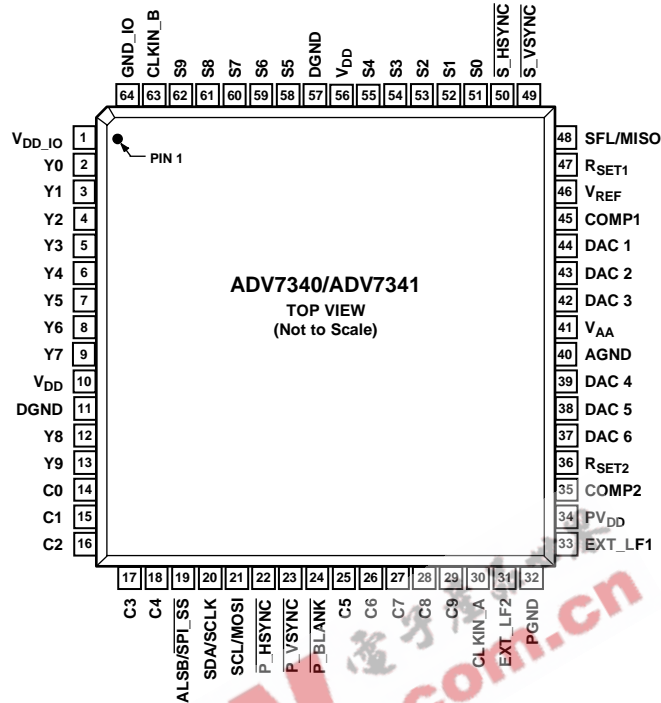 GND_IO
CLKIN_B
S9
S8
S7
S6
S5
DGND
VDD
S4
S3
S2
S1
S0
S_HSYNC
S_VSYNC
64 63 62 61 60 59 58 57 56 55 54 53 52 51 50 49
VDD_IO 1
Y0 2
Y1 3
Y2 4
Y3 5
Y4 6
Y5 7
Y6 8
Y7 9
VDD 10
DGND 11
Y8 12
Y9 13
C0 14
C1 15
C2 16
PIN 1
ADV7340/ADV7341
TOP VIEW
(Not to Scale)
48 SFL/MISO
47 RSET1
46 VREF
45 COMP1
44 DAC 1
43 DAC 2
42 DAC 3
41 VAA
40 AGND
39 DAC 4
38 DAC 5
37 DAC 6
36 RSET2
35 COMP2
34 PVDD
33 EXT_LF1
17 18 19 20 21 22 23 24 25 26 27 28 29 30 31 32
C3
C4
ALSB/SPI_SS
SDA/SCLK
SCL/MOSI
P_HSYNC
P_VSYNC
P_BLANK
C5
C6
C7
C8
C9
CLKIN_A
EXT_LF2
PGND
com.cn